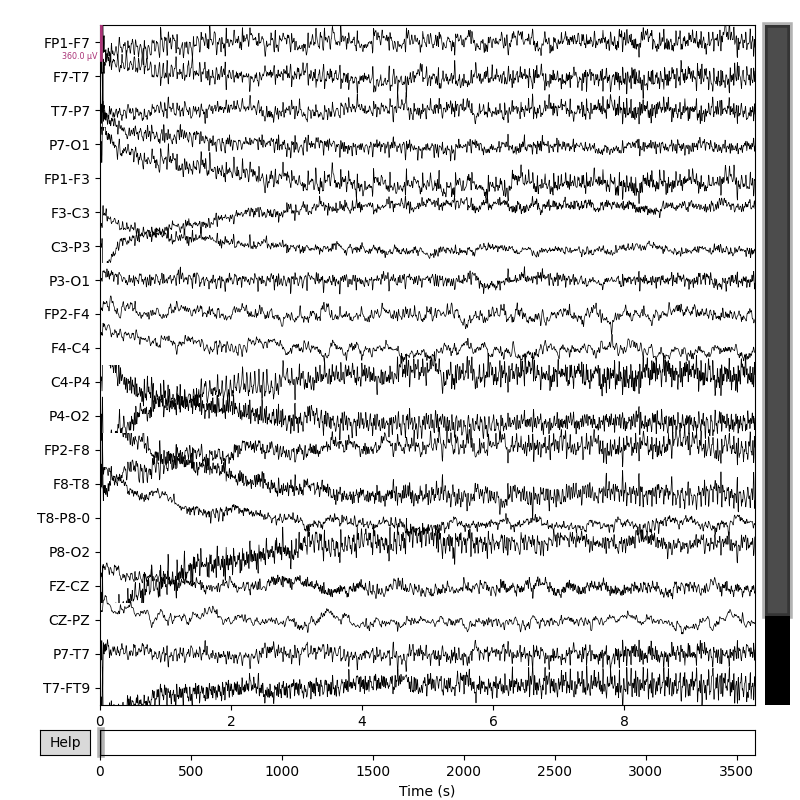 FP1-F7
360.0 µV
F7-T7
T7-P7
P7-O1
FP1-F3
F3-C3
C3-P3
P3-O1
FP2-F4
F4-C4
C4-P4
P4-O2
FP2-F8
F8-T8
T8-P8-0
P8-O2
FZ-CZ
CZ-PZ
P7-T7
T7-FT9
0 2 4 6 8
Help
0 500 1000 1500 2000 2500 3000 3500
Time (s)